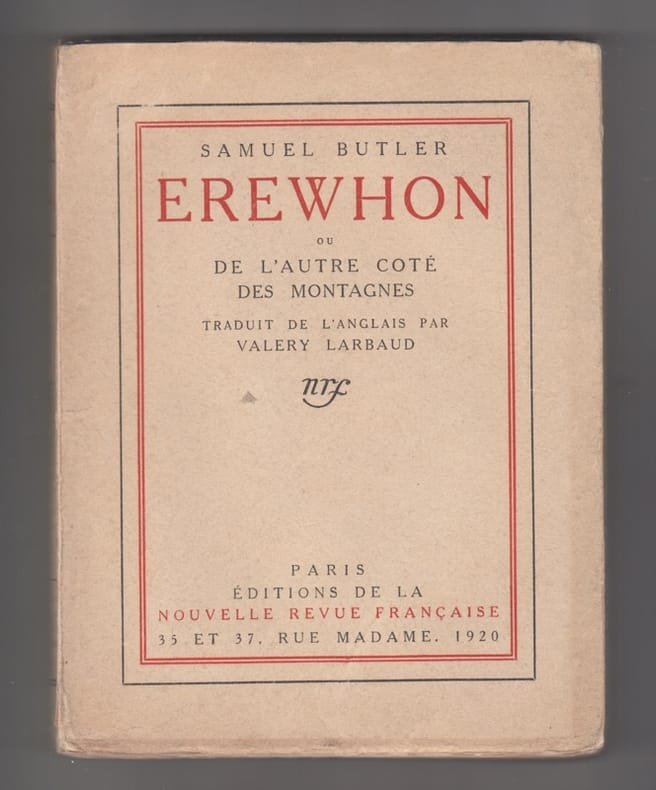 SAMUEL BUTLER
EREWHON
OU
DE L'AUTRE COTÉ
DES MONTAGNES
TRADUIT DE L'ANGLAIS PAR
VALERY LARBAUD
nrf
PARIS
ÉDITIONS DE LA
NOUVELLE REVUE FRANÇAISE
35 ET 37, RUE MADAME. 1920